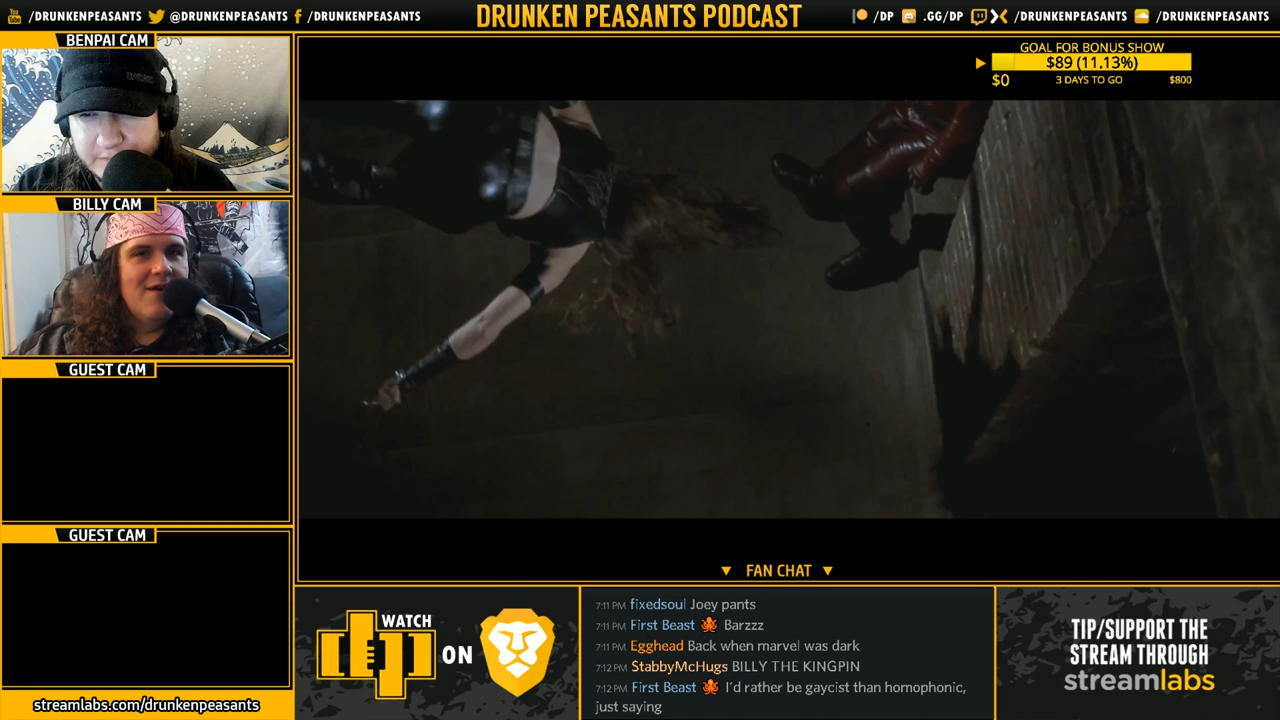 You Tube /DRUNKENPEASANTS @DRUNKENPEASANTS /DRUNKENPEASANTS
DRUNKEN PEASANTS PODCAST
/DP .GG/DP /DRUNKENPEASANTS /DRUNKENPEASANTS
BENPAI CAM
BILLY CAM
GUEST CAM
GUEST CAM
streamlabs.com/drunkenpeasants
GOAL FOR BONUS SHOW
$89 (11.13%)
$0 3 DAYS TO GO $800
FAN CHAT
WATCH
ON
7:11 PM fixedsoul Joey pants
7:11 PM First Beast 🐙 Barzzz
7:11 PM Egghead Back when marvel was dark
7:12 PM StabbyMcHugs BILLY THE KINGPIN
7:12 PM First Beast 🐙 I'd rather be gaycist than homophonic,
just saying
TIP/SUPPORT THE
STREAM THROUGH
streamlabs